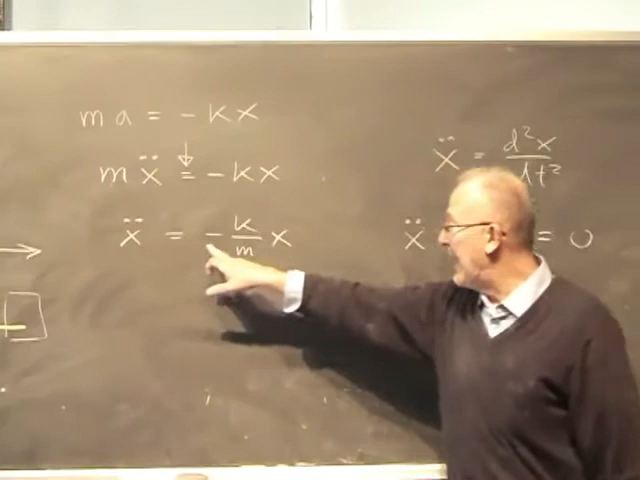 ma = -kx
mẍ = -kx
ẍ = -k/m x
ẍ = d²x/dt²
ẍ = 0